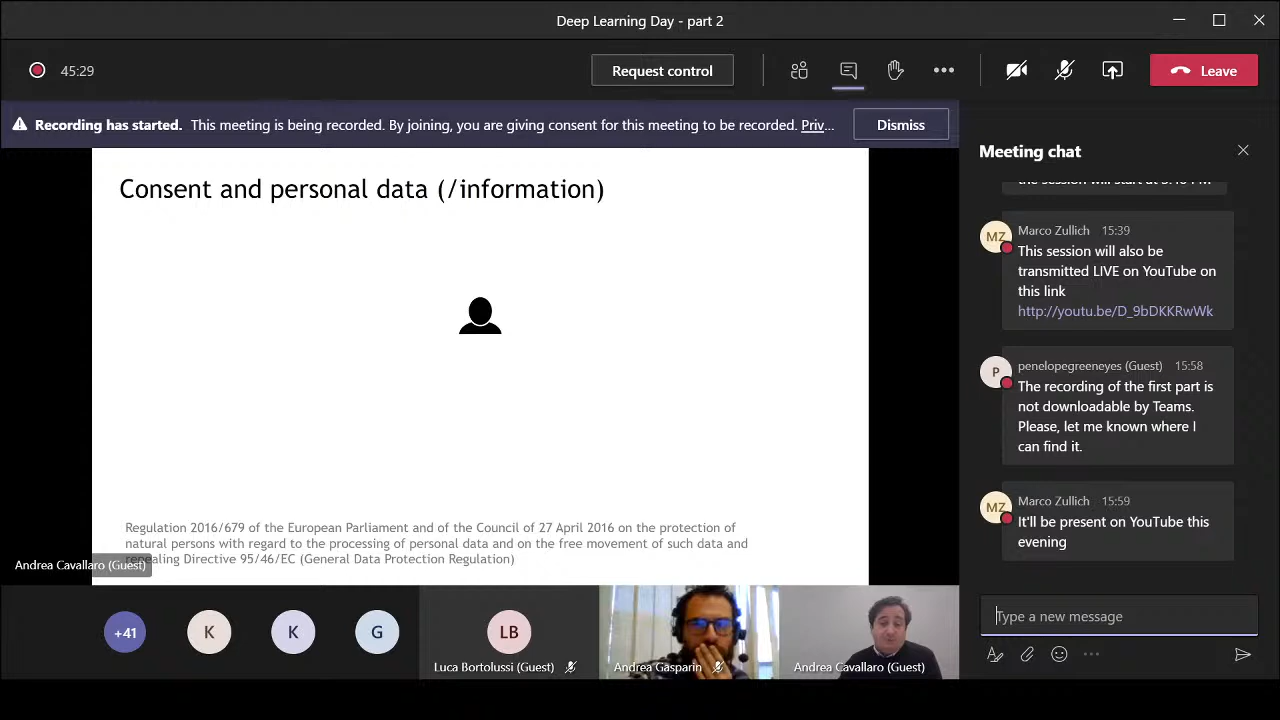 Deep Learning Day - part 2
45:29
Request control
Leave
Recording has started. This meeting is being recorded. By joining, you are giving consent for this meeting to be recorded. Priv...
Dismiss
Consent and personal data (/information)
Regulation 2016/679 of the European Parliament and of the Council of 27 April 2016 on the protection of
natural persons with regard to the processing of personal data and on the free movement of such data and
repealing Directive 95/46/EC (General Data Protection Regulation)
Andrea Cavallaro (Guest)
+41
K
K
G
LB
Luca Bortolussi (Guest)
Andrea Gasparin
Andrea Cavallaro (Guest)
Meeting chat
the session will start at 3:40 PM
MZ
Marco Zullich 15:39
This session will also be
transmitted LIVE on YouTube on
this link
http://youtu.be/D_9bDKKRwWk
P
penelopegreeneyes (Guest) 15:58
The recording of the first part is
not downloadable by Teams.
Please, let me known where I
can find it.
MZ
Marco Zullich 15:59
It'll be present on YouTube this
evening
Type a new message